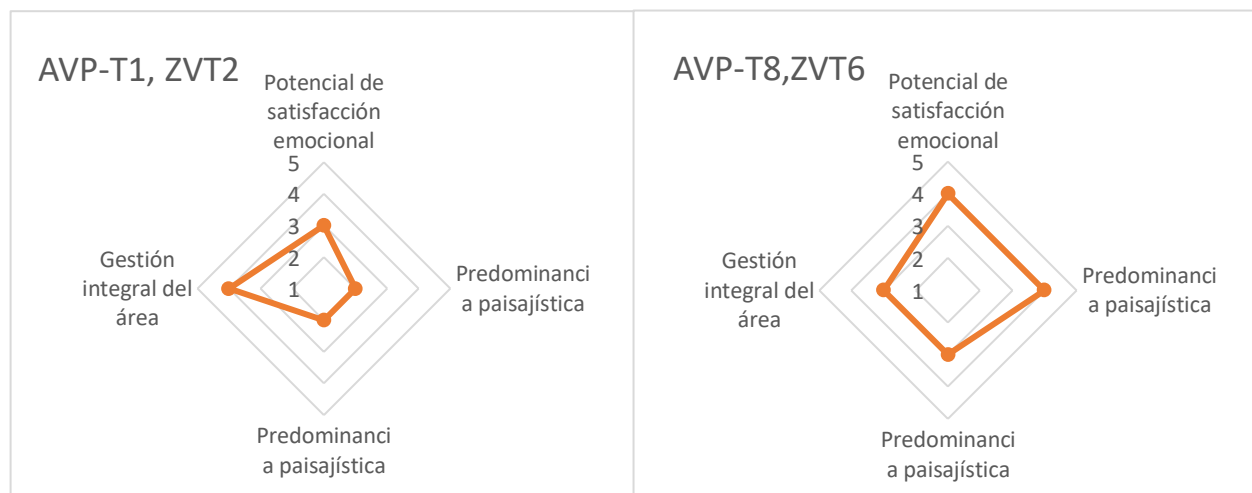 AVP-T1, ZVT2
Potencial de
satisfacción
emocional
5
4
3
2
1
Gestión
integral del
área
Predominanci
a paisajística
Predominanci
a paisajística
AVP-T8,ZVT6
Potencial de
satisfacción
emocional
5
4
3
2
1
Gestión
integral del
área
Predominanci
a paisajística
Predominanci
a paisajística